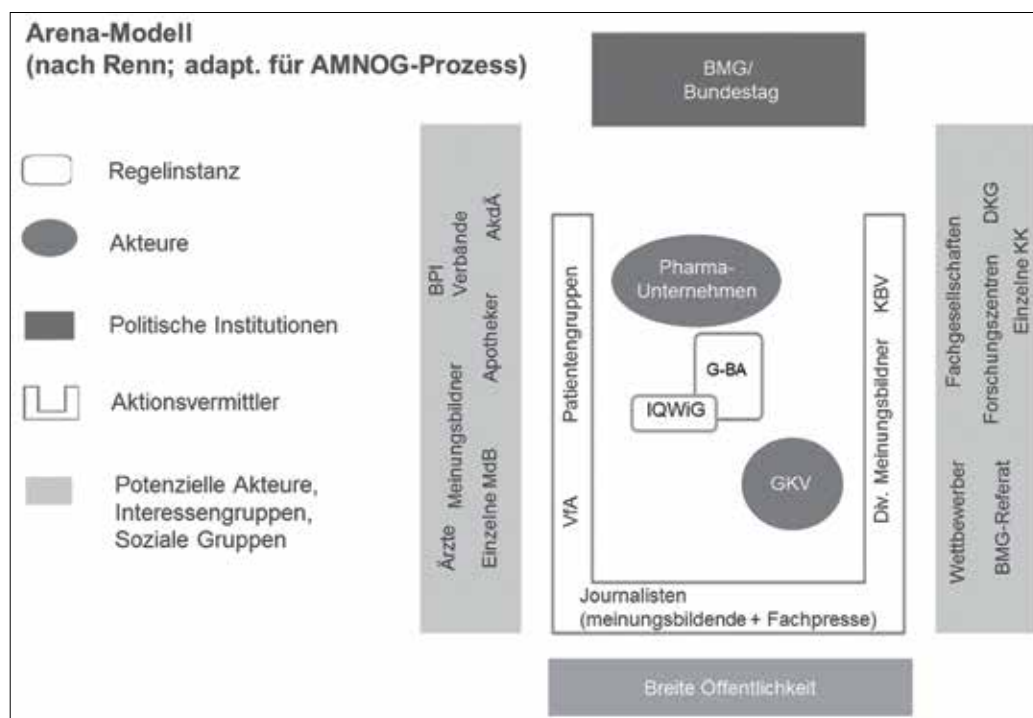 Arena-Modell
(nach Renn; adapt. für AMNOG-Prozess)
Regelinstanz
Akteure
Politische Institutionen
Aktionsvermittler
Potenzielle Akteure,
Interessengruppen,
Soziale Gruppen
BMG/
Bundestag
BPI
Verbände
AkdÄ
Meinungsbildner
Apotheker
Ärzte
Einzelne MdB
Patientengruppen
VfA
Pharma-
Unternehmen
G-BA
IQWiG
GKV
KBV
Div. Meinungsbildner
Journalisten
(meinungsbildende + Fachpresse)
Fachgesellschaften
DKG
Forschungszentren
Einzelne KK
Wettbewerber
BMG-Referat
Breite Öffentlichkeit